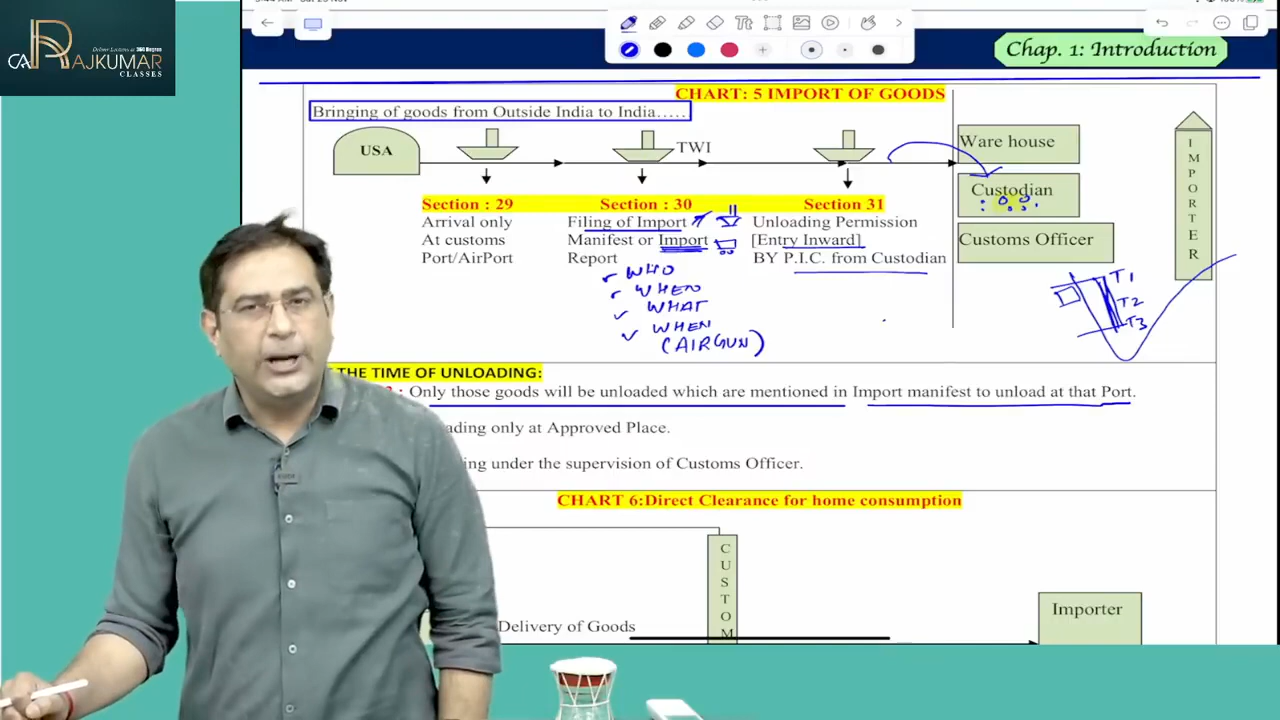 Deliver Lectures at 360 Degree
CA RAJKUMAR
CLASSES
Chap. 1: Introduction
CHART: 5 IMPORT OF GOODS
Bringing of goods from Outside India to India…..
USA
TWI
Ware house
Custodian
Customs Officer
IMPORTER
Section : 29
Arrival only
At customs
Port/AirPort
Section : 30
Filing of Import
Manifest or Import
Report
WHO
WHEN
WHAT
WHEN
(AIRGUN)
Section 31
Unloading Permission
[Entry Inward]
BY P.I.C. from Custodian
T1
T2
T3
THE TIME OF UNLOADING:
: Only those goods will be unloaded which are mentioned in Import manifest to unload at that Port.
ading only at Approved Place.
ing under the supervision of Customs Officer.
CHART 6:Direct Clearance for home consumption
CUSTOM
Delivery of Goods
Importer